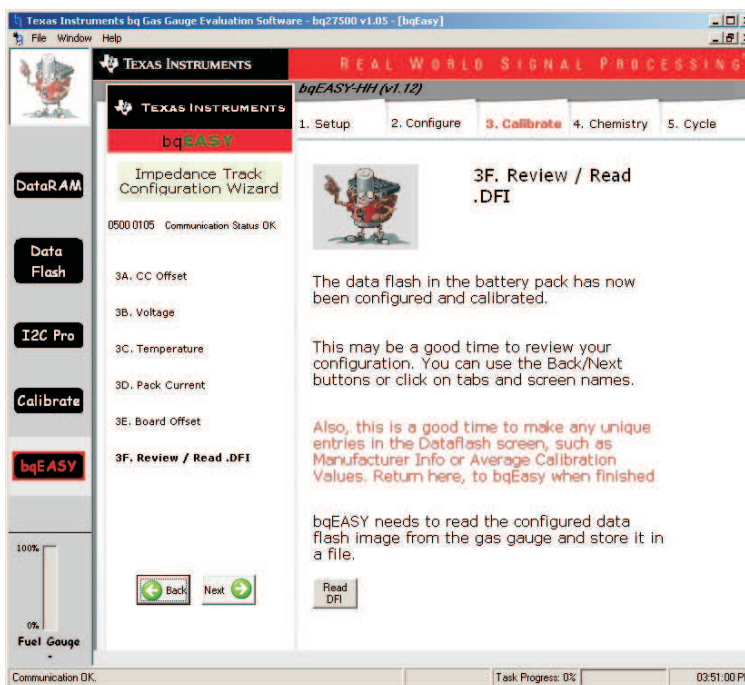 Texas Instruments bq Gas Gauge Evaluation Software - bq27500 v1.05 - [bqEasy]
File Window Help
TEXAS INSTRUMENTS
REAL WORLD SIGNAL PROCESSING
bqEASY-HH (v1.12)
TEXAS INSTRUMENTS
bqEASY
1. Setup
2. Configure
3. Calibrate
4. Chemistry
5. Cycle
Impedance Track
Configuration Wizard
0500 0105 Communication Status OK
3A. CC Offset
3B. Voltage
3C. Temperature
3D. Pack Current
3E. Board Offset
3F. Review / Read .DFI
Back
Next
DataRAM
Data
Flash
I2C Pro
Calibrate
bqEASY
100%
0%
Fuel Gauge
-
3F. Review / Read
.DFI
The data flash in the battery pack has now
been configured and calibrated.
This may be a good time to review your
configuration. You can use the Back/Next
buttons or click on tabs and screen names.
Also, this is a good time to make any unique
entries in the Dataflash screen, such as
Manufacturer Info or Average Calibration
Values. Return here, to bqEasy when finished
bqEASY needs to read the configured data
flash image from the gas gauge and store it in
a file.
Read
DFI
Communication OK.
Task Progress: 0%
03:51:00 P